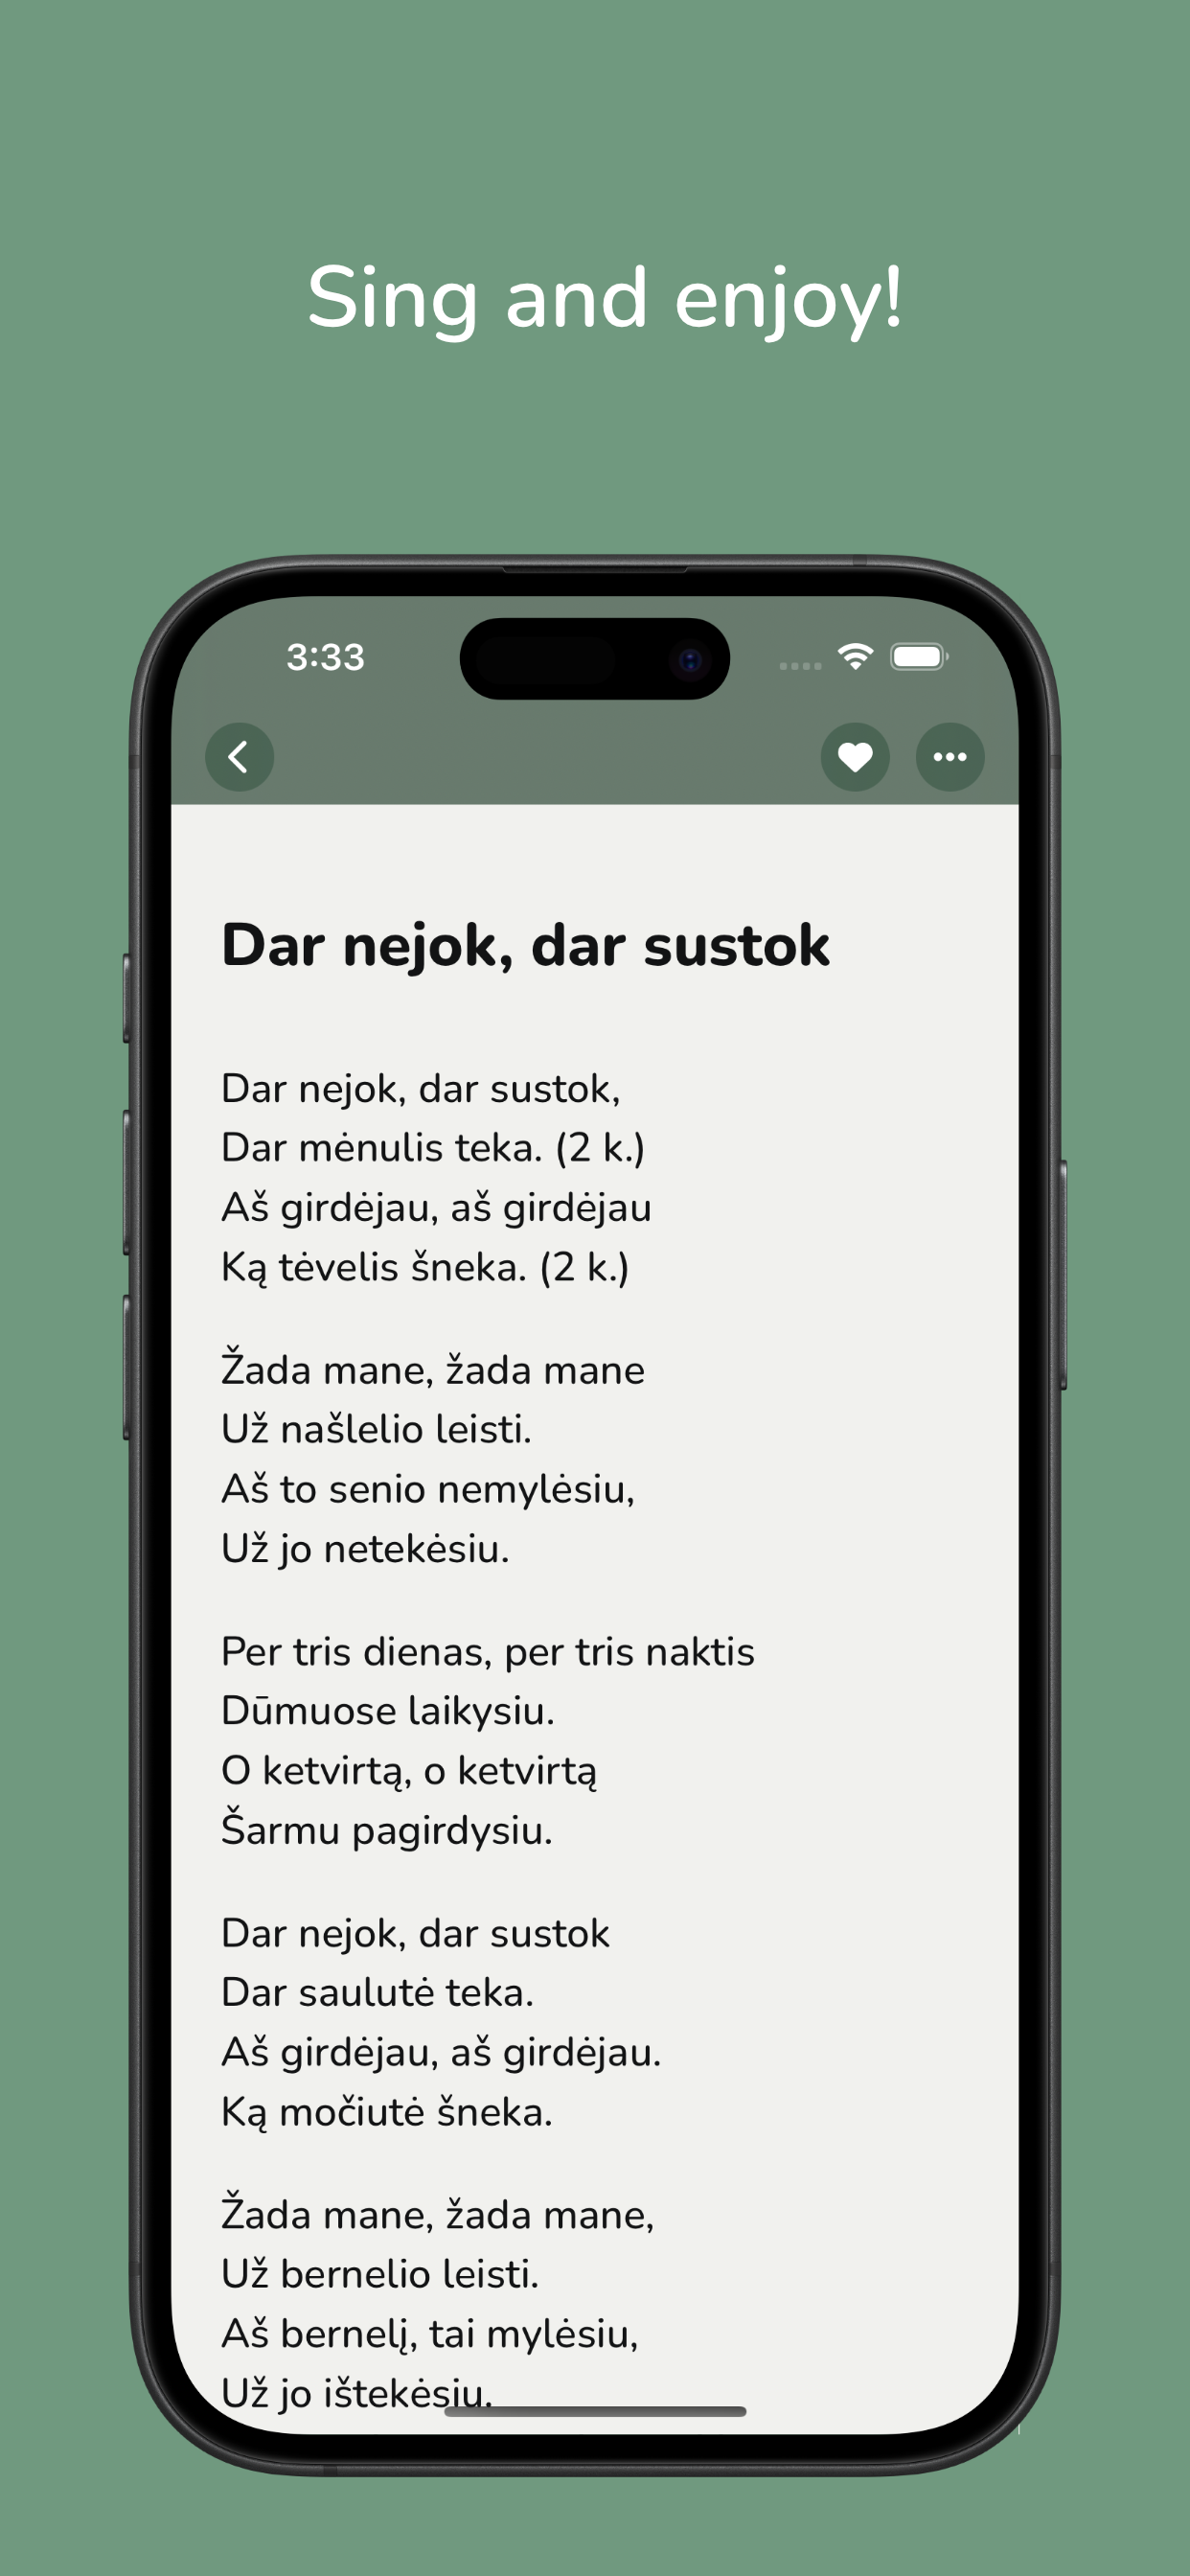 Sing and enjoy!
3:33
Dar nejok, dar sustok
Dar nejok, dar sustok,
Dar mėnulis teka. (2 k.)
Aš girdėjau, aš girdėjau
Ką tėvelis šneka. (2 k.)
Žada mane, žada mane
Už našlelio leisti.
Aš to senio nemylėsiu,
Už jo netekėsiu.
Per tris dienas, per tris naktis
Dūmuose laikysiu.
O ketvirtą, o ketvirtą
Šarmu pagirdysiu.
Dar nejok, dar sustok
Dar saulutė teka.
Aš girdėjau, aš girdėjau.
Ką močiutė šneka.
Žada mane, žada mane,
Už bernelio leisti.
Aš bernelį, tai mylėsiu,
Už jo ištekėsiu.